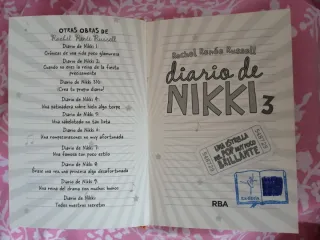 OTRAS OBRAS DE
Rachel Renée Russell
Diario de Nikki 1:
Crónicas de una vida poco glamurosa
Diario de Nikki 2:
Cuando no eres la reina de la fiesta
precisamente
Diario de Nikki 3½:
¡Crea tu propio diario!
Diario de Nikki 4:
Una patinadora sobre hielo algo torpe
Diario de Nikki 5:
Una sabelotodo no tan lista
Diario de Nikki 6:
Una rompecorazones no muy afortunada
Diario de Nikki 7:
Una famosa con poco estilo
Diario de Nikki 8:
Érase una vez una princesa algo desafortunada
Diario de Nikki 9:
Una reina del drama con muchos humos
Diario de Nikki:
Todos nuestros secretos
Rachel Renée Russell
diario de
NIKKI 3
UNA ESTRELLA
DEL POP MUY POCO
BRILLANTE
RBA